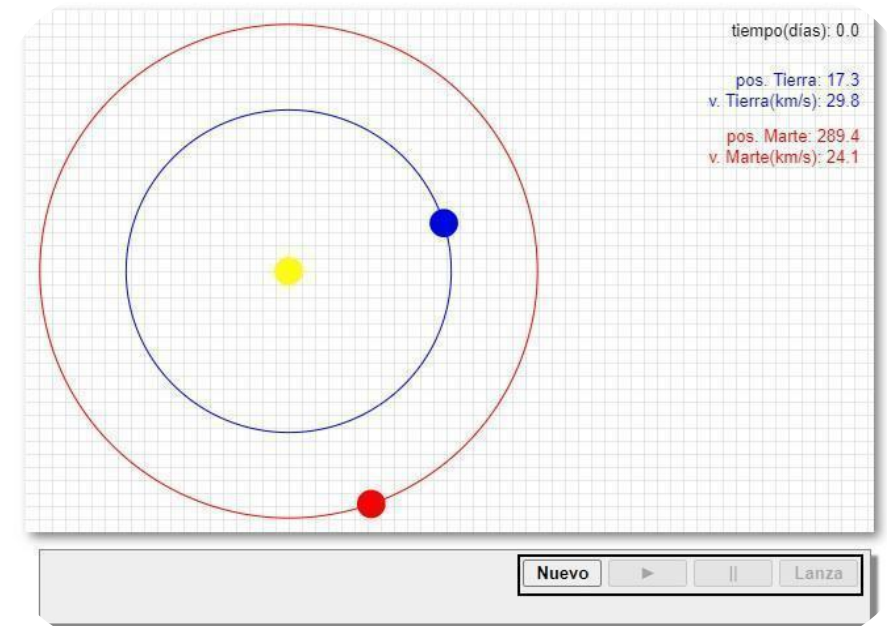 tiempo(días): 0.0
pos. Tierra: 17.3
v. Tierra(km/s): 29.8
pos. Marte: 289.4
v. Marte(km/s): 24.1
Nuevo ► || Lanza